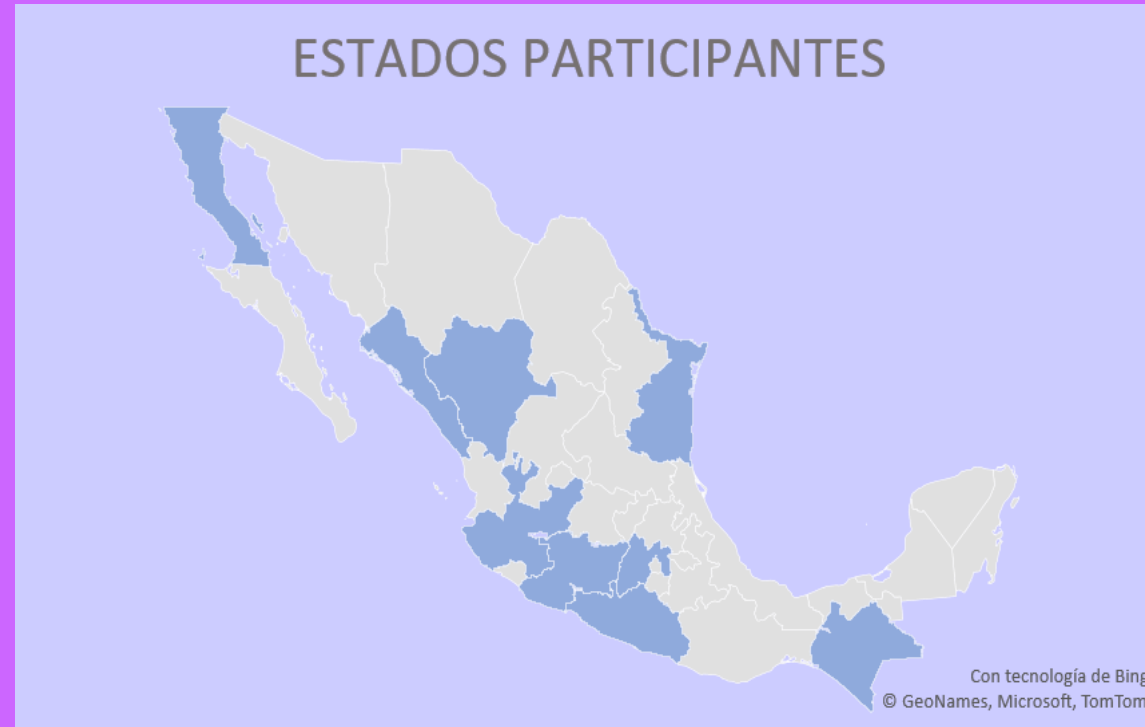 ESTADOS PARTICIPANTES
Con tecnología de Bing
© GeoNames, Microsoft, TomTom